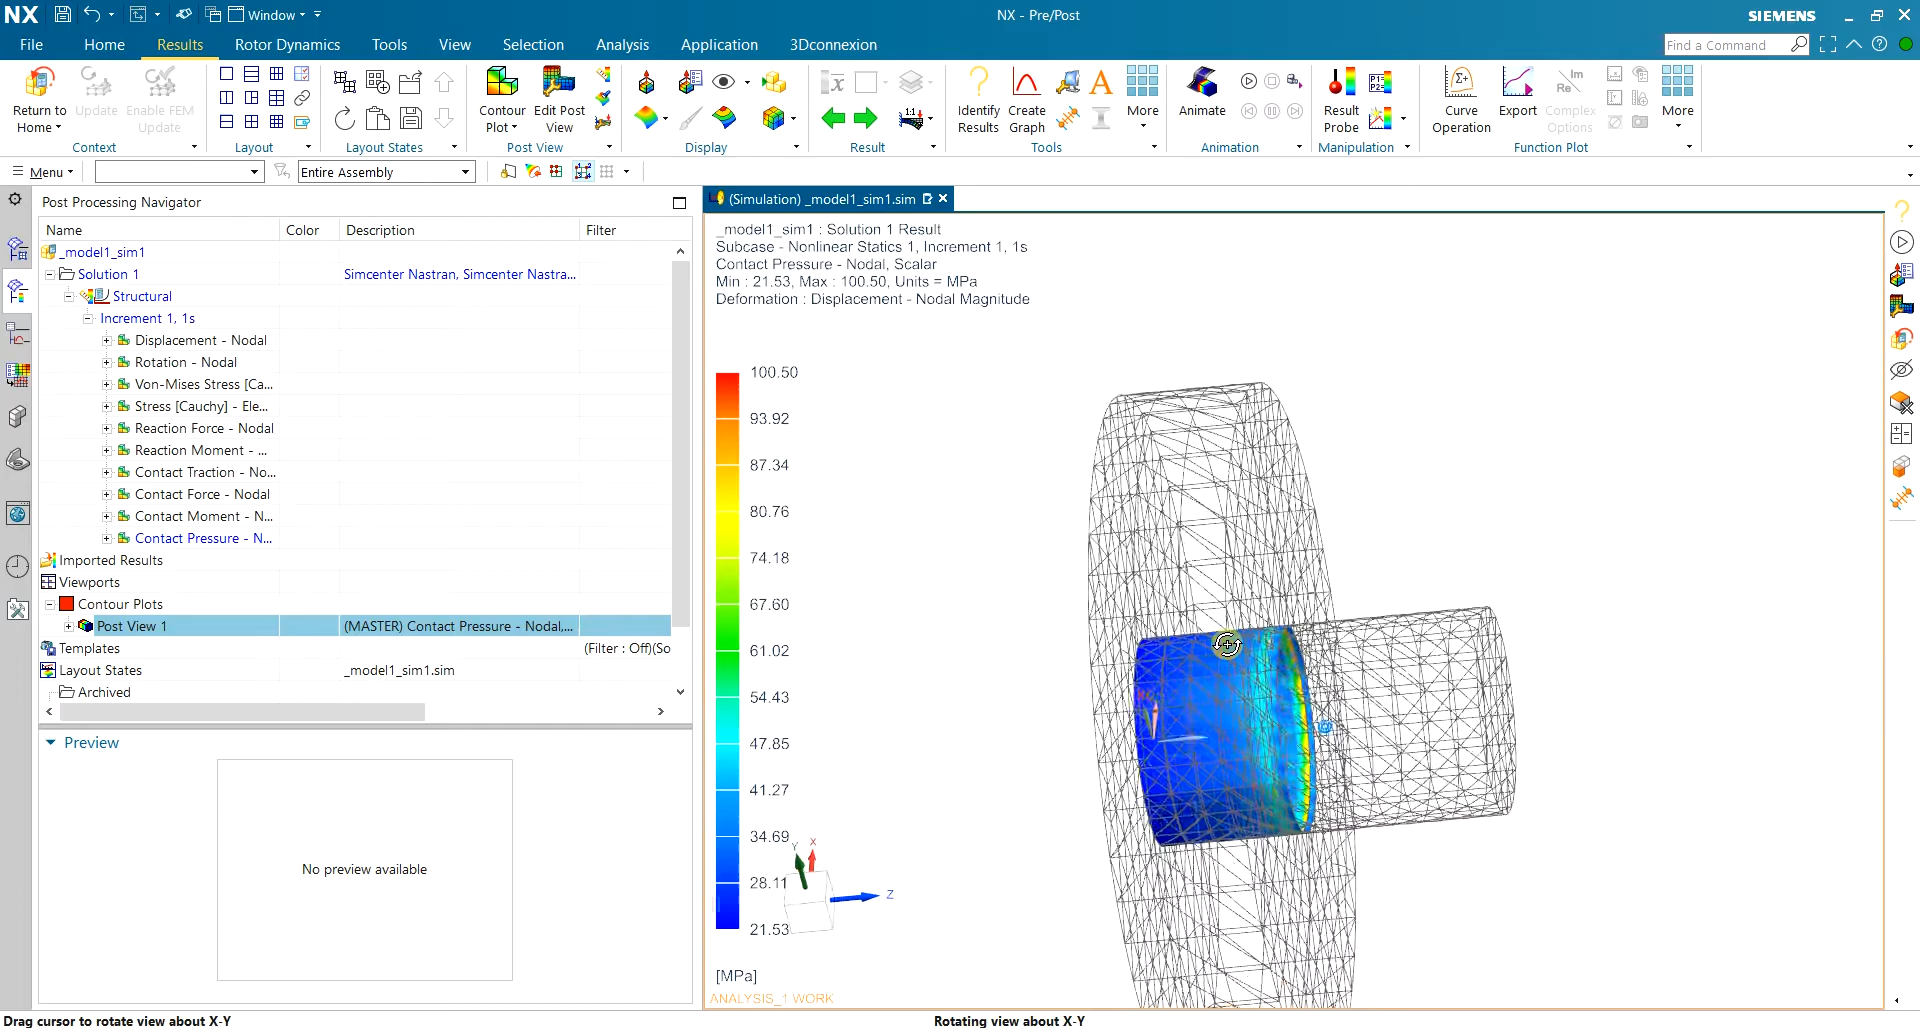 NX
Window
NX - Pre/Post
SIEMENS
File
Home
Results
Rotor Dynamics
Tools
View
Selection
Analysis
Application
3Dconnexion
Find a Command
Return to Home
Update
Enable FEM Update
Contour Plot
Edit Post View
Identify Results
Create Graph
More
Animate
Result Probe
Curve Operation
Export
Complex Options
More
Context
Layout
Layout States
Post View
Display
Result
Tools
Animation
Manipulation
Function Plot
Menu
Entire Assembly
Post Processing Navigator
Name
Color
Description
Filter
_model1_sim1
Solution 1
Simcenter Nastran, Simcenter Nastra...
Structural
Increment 1, 1s
Displacement - Nodal
Rotation - Nodal
Von-Mises Stress [Ca...
Stress [Cauchy] - Ele...
Reaction Force - Nodal
Reaction Moment - ...
Contact Traction - No...
Contact Force - Nodal
Contact Moment - N...
Contact Pressure - N...
Imported Results
Viewports
Contour Plots
Post View 1
(MASTER) Contact Pressure - Nodal,...
Templates
(Filter : Off)(So
Layout States
_model1_sim1.sim
Archived
Preview
No preview available
(Simulation) _model1_sim1.sim
_model1_sim1 : Solution 1 Result
Subcase - Nonlinear Statics 1, Increment 1, 1s
Contact Pressure - Nodal, Scalar
Min : 21.53, Max : 100.50, Units = MPa
Deformation : Displacement - Nodal Magnitude
100.50
93.92
87.34
80.76
74.18
67.60
61.02
54.43
47.85
41.27
34.69
28.11
21.53
Y
X
Z
[MPa]
ANALYSIS_1 WORK
Drag cursor to rotate view about X-Y
Rotating view about X-Y